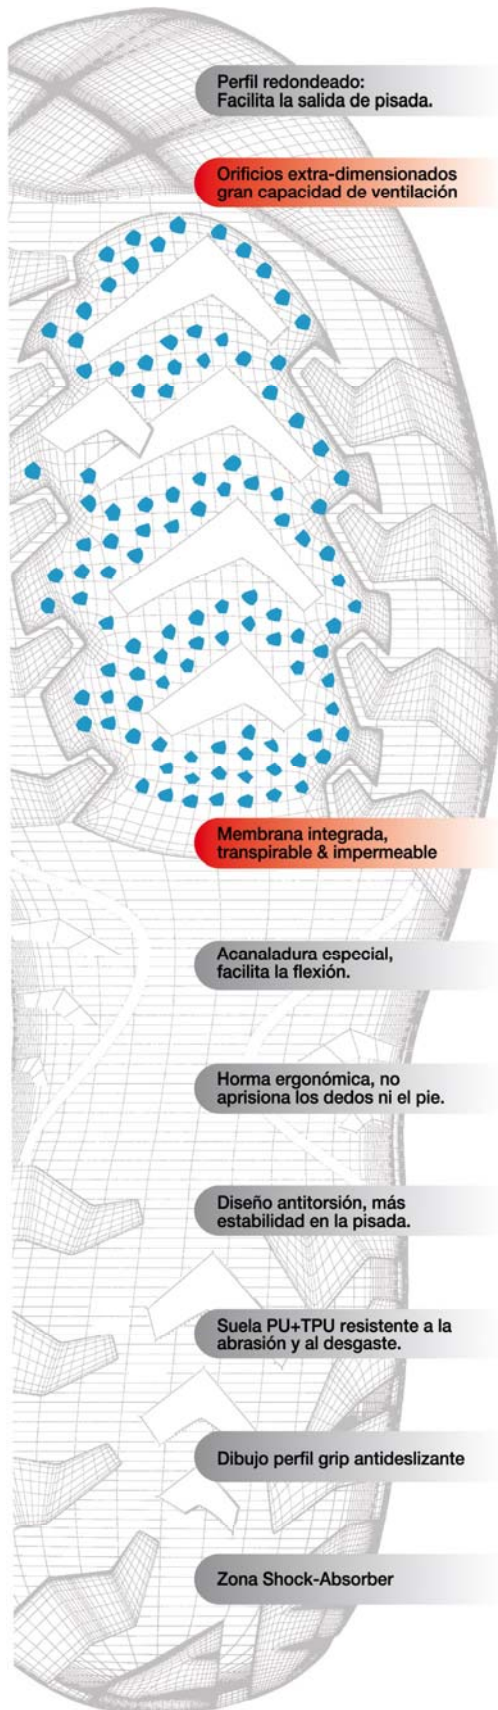 Perfil redondeado:
Facilita la salida de pisada.
Orificios extra-dimensionados
gran capacidad de ventilación
Membrana integrada,
transpirable & impermeable
Acanaladura especial,
facilita la flexión.
Horma ergonómica, no
aprisiona los dedos ni el pie.
Diseño antitorsión, más
estabilidad en la pisada.
Suela PU+TPU resistente a la
abrasión y al desgaste.
Dibujo perfil grip antideslizante
Zona Shock-Absorber